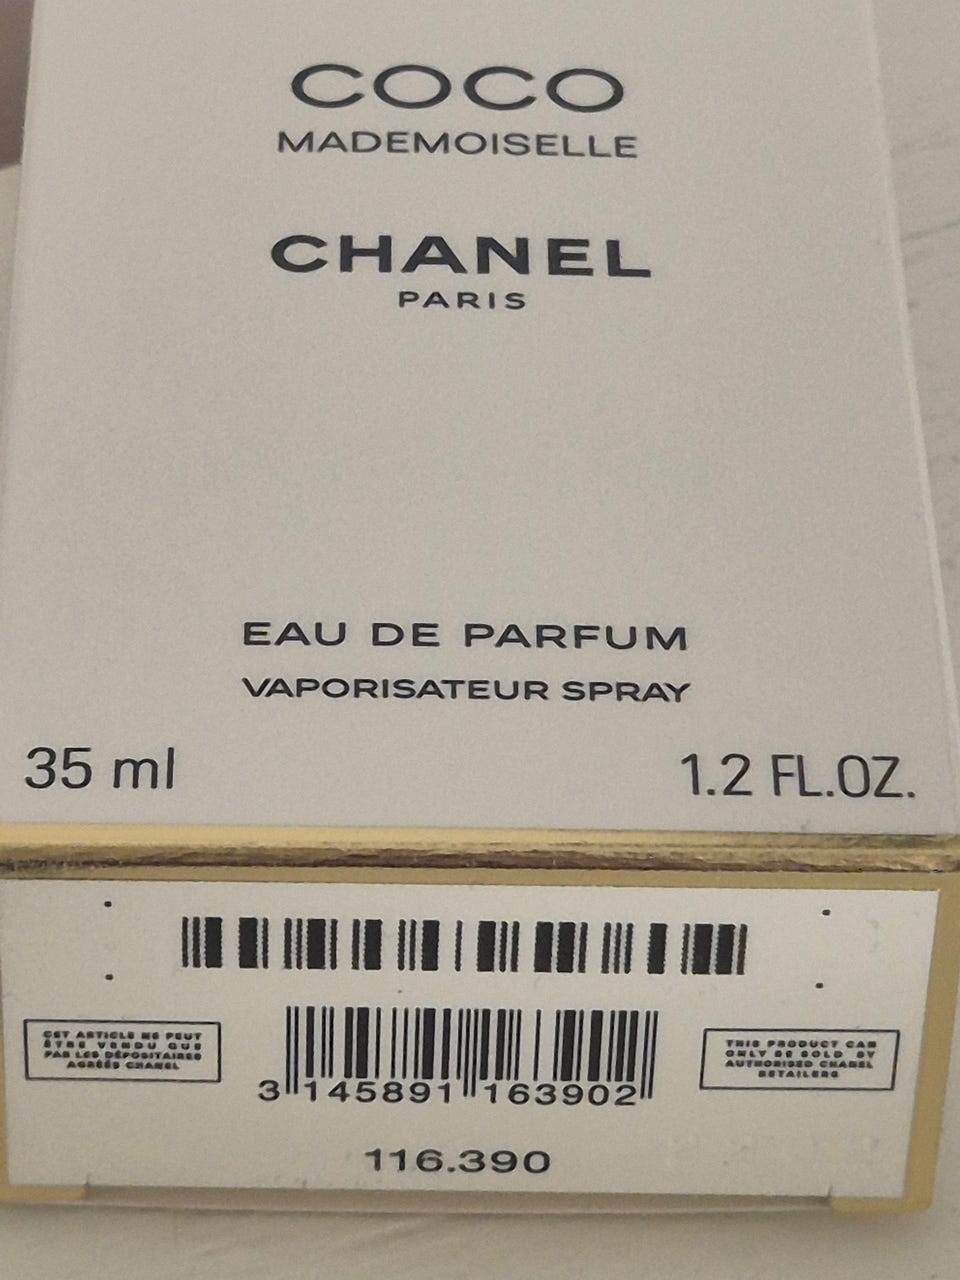 COCO
MADEMOISELLE
CHANEL
PARIS
EAU DE PARFUM
VAPORISATEUR SPRAY
35 ml
1.2 FL.OZ.
CET ARTICLE NE PEUT
ÊTRE VENDU QUE
PAR LES DÉPOSITAIRES
AGRÉÉS CHANEL
3 145891 163902
THIS PRODUCT CAN
ONLY BE SOLD BY
AUTHORISED CHANEL
RETAILERS
116.390